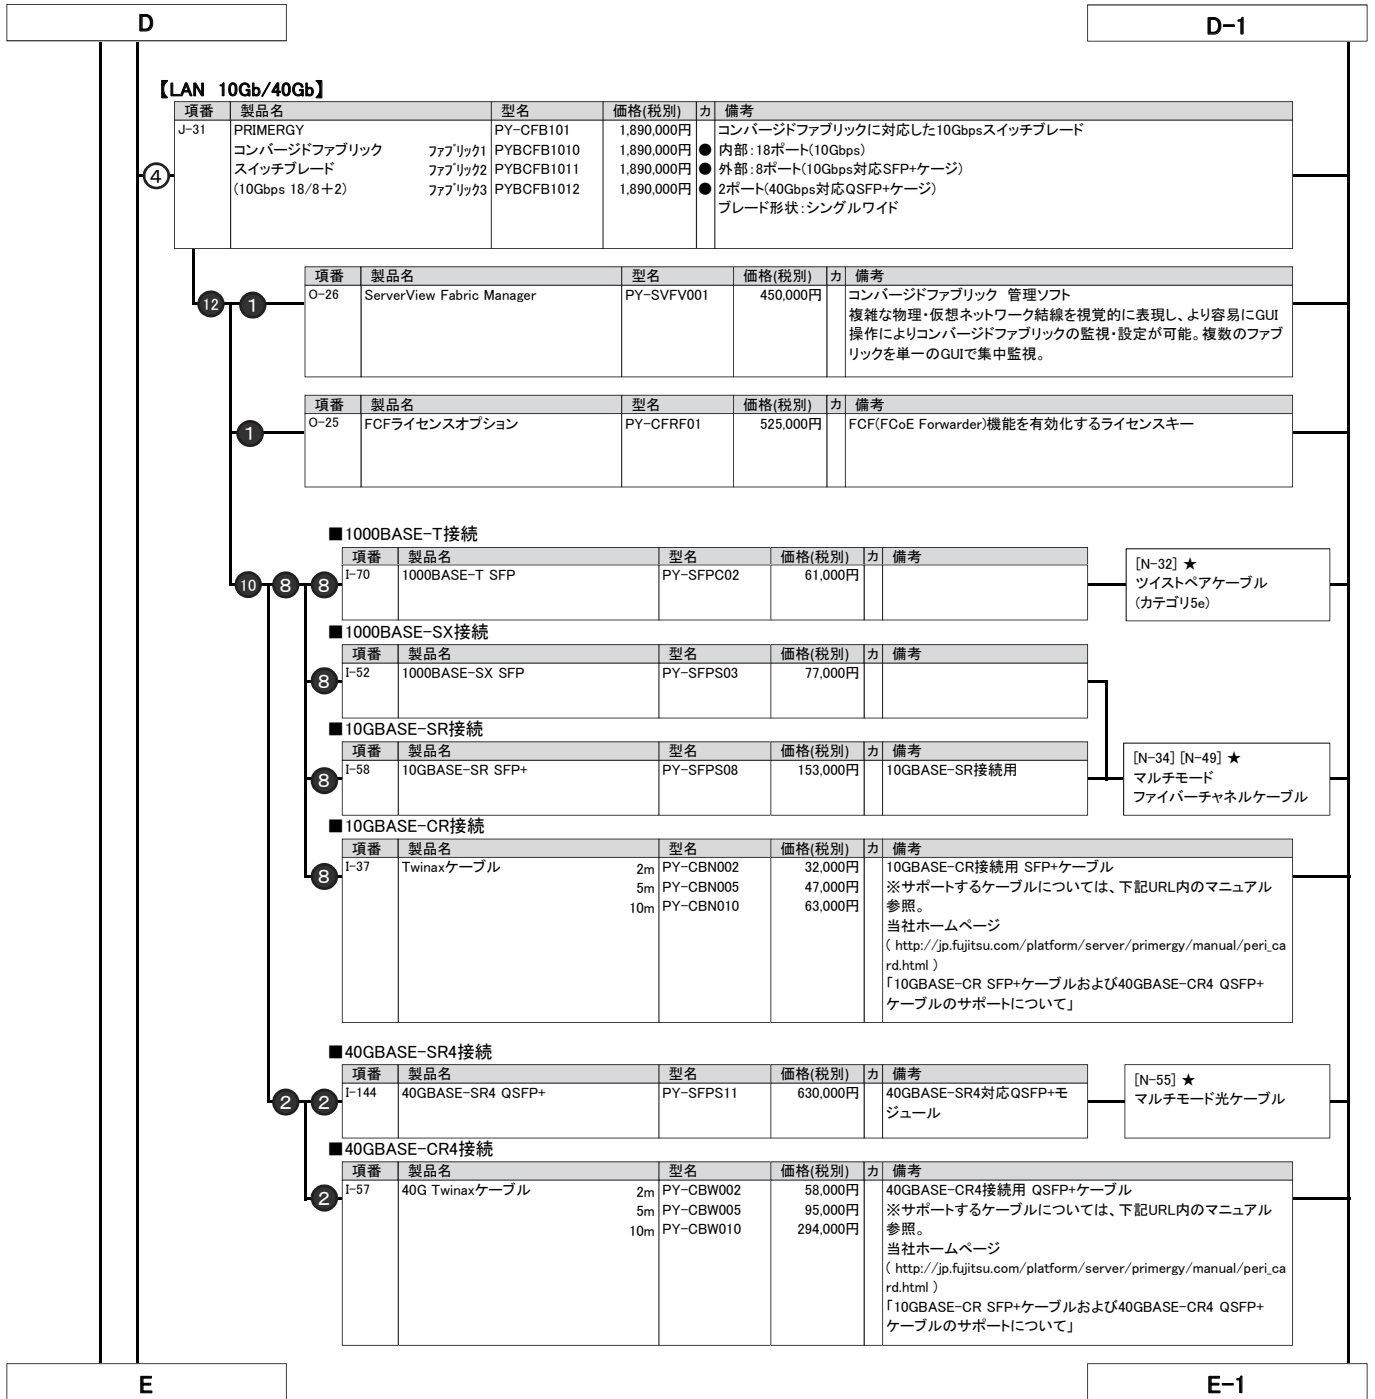 D
D-1
【LAN 10Gb/40Gb】
項番 製品名 型名 価格(税別) カ 備考
J-31 PRIMERGY PY-CFB101 1,890,000円 コンバージドファブリックに対応した10Gbpsスイッチブレード
コンバージドファブリック ファブリック1 PYBCFB1010 1,890,000円 ● 内部:18ポート(10Gbps)
スイッチブレード ファブリック2 PYBCFB1011 1,890,000円 ● 外部:8ポート(10Gbps対応SFP+ケージ)
(10Gbps 18/8+2) ファブリック3 PYBCFB1012 1,890,000円 ● 2ポート(40Gbps対応QSFP+ケージ)
ブレード形状:シングルワイド
4
項番 製品名 型名 価格(税別) カ 備考
12 1 O-26 ServerView Fabric Manager PY-SVFV001 450,000円 コンバージドファブリック 管理ソフト
複雑な物理・仮想ネットワーク結線を視覚的に表現し、より容易にGUI
操作によりコンバージドファブリックの監視・設定が可能。複数のファブ
リックを単一のGUIで集中監視。
項番 製品名 型名 価格(税別) カ 備考
1 O-25 FCFライセンスオプション PY-CFRF01 525,000円 FCF(FCoE Forwarder)機能を有効化するライセンスキー
■1000BASE-T接続
項番 製品名 型名 価格(税別) カ 備考
10 8 8 I-70 1000BASE-T SFP PY-SFPC02 61,000円
[N-32] ★
ツイストペアケーブル
(カテゴリ5e)
■1000BASE-SX接続
項番 製品名 型名 価格(税別) カ 備考
8 I-52 1000BASE-SX SFP PY-SFPS03 77,000円
■10GBASE-SR接続
項番 製品名 型名 価格(税別) カ 備考
8 I-58 10GBASE-SR SFP+ PY-SFPS08 153,000円 10GBASE-SR接続用
[N-34] [N-49] ★
マルチモード
ファイバーチャネルケーブル
■10GBASE-CR接続
項番 製品名 型名 価格(税別) カ 備考
8 I-37 Twinaxケーブル 2m PY-CBN002 32,000円 10GBASE-CR接続用 SFP+ケーブル
5m PY-CBN005 47,000円 ※サポートするケーブルについては、下記URL内のマニュアル
10m PY-CBN010 63,000円 参照。
当社ホームページ
( http://jp.fujitsu.com/platform/server/primergy/manual/peri_ca
rd.html )
「10GBASE-CR SFP+ケーブルおよび40GBASE-CR4 QSFP+
ケーブルのサポートについて」
■40GBASE-SR4接続
項番 製品名 型名 価格(税別) カ 備考
2 2 I-144 40GBASE-SR4 QSFP+ PY-SFPS11 630,000円 40GBASE-SR4対応QSFP+モ
ジュール
[N-55] ★
マルチモード光ケーブル
■40GBASE-CR4接続
項番 製品名 型名 価格(税別) カ 備考
2 I-57 40G Twinaxケーブル 2m PY-CBW002 58,000円 40GBASE-CR4接続用 QSFP+ケーブル
5m PY-CBW005 95,000円 ※サポートするケーブルについては、下記URL内のマニュアル
10m PY-CBW010 294,000円 参照。
当社ホームページ
( http://jp.fujitsu.com/platform/server/primergy/manual/peri_ca
rd.html )
「10GBASE-CR SFP+ケーブルおよび40GBASE-CR4 QSFP+
ケーブルのサポートについて」
E
E-1